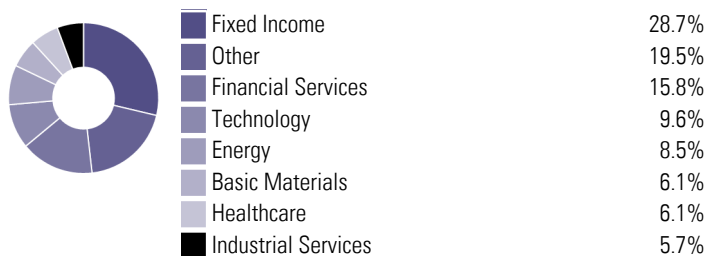 Fixed Income 28.7%
Other 19.5%
Financial Services 15.8%
Technology 9.6%
Energy 8.5%
Basic Materials 6.1%
Healthcare 6.1%
Industrial Services 5.7%